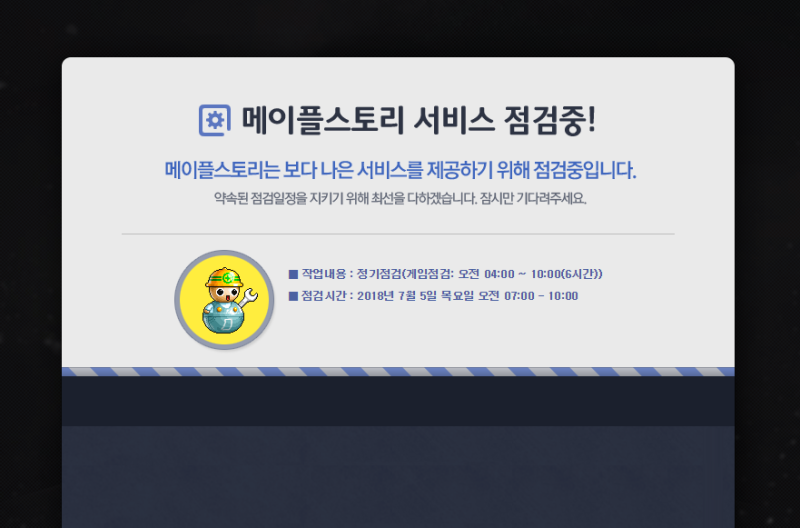 메이플스토리 서비스 점검중!
메이플스토리는 보다 나은 서비스를 제공하기 위해 점검중입니다.
약속된 점검일정을 지키기 위해 최선을 다하겠습니다. 잠시만 기다려주세요.
■ 작업내용 : 정기점검(게임점검: 오전 04:00 ~ 10:00(6시간))
■ 점검시간 : 2018년 7월 5일 목요일 오전 07:00 - 10:00